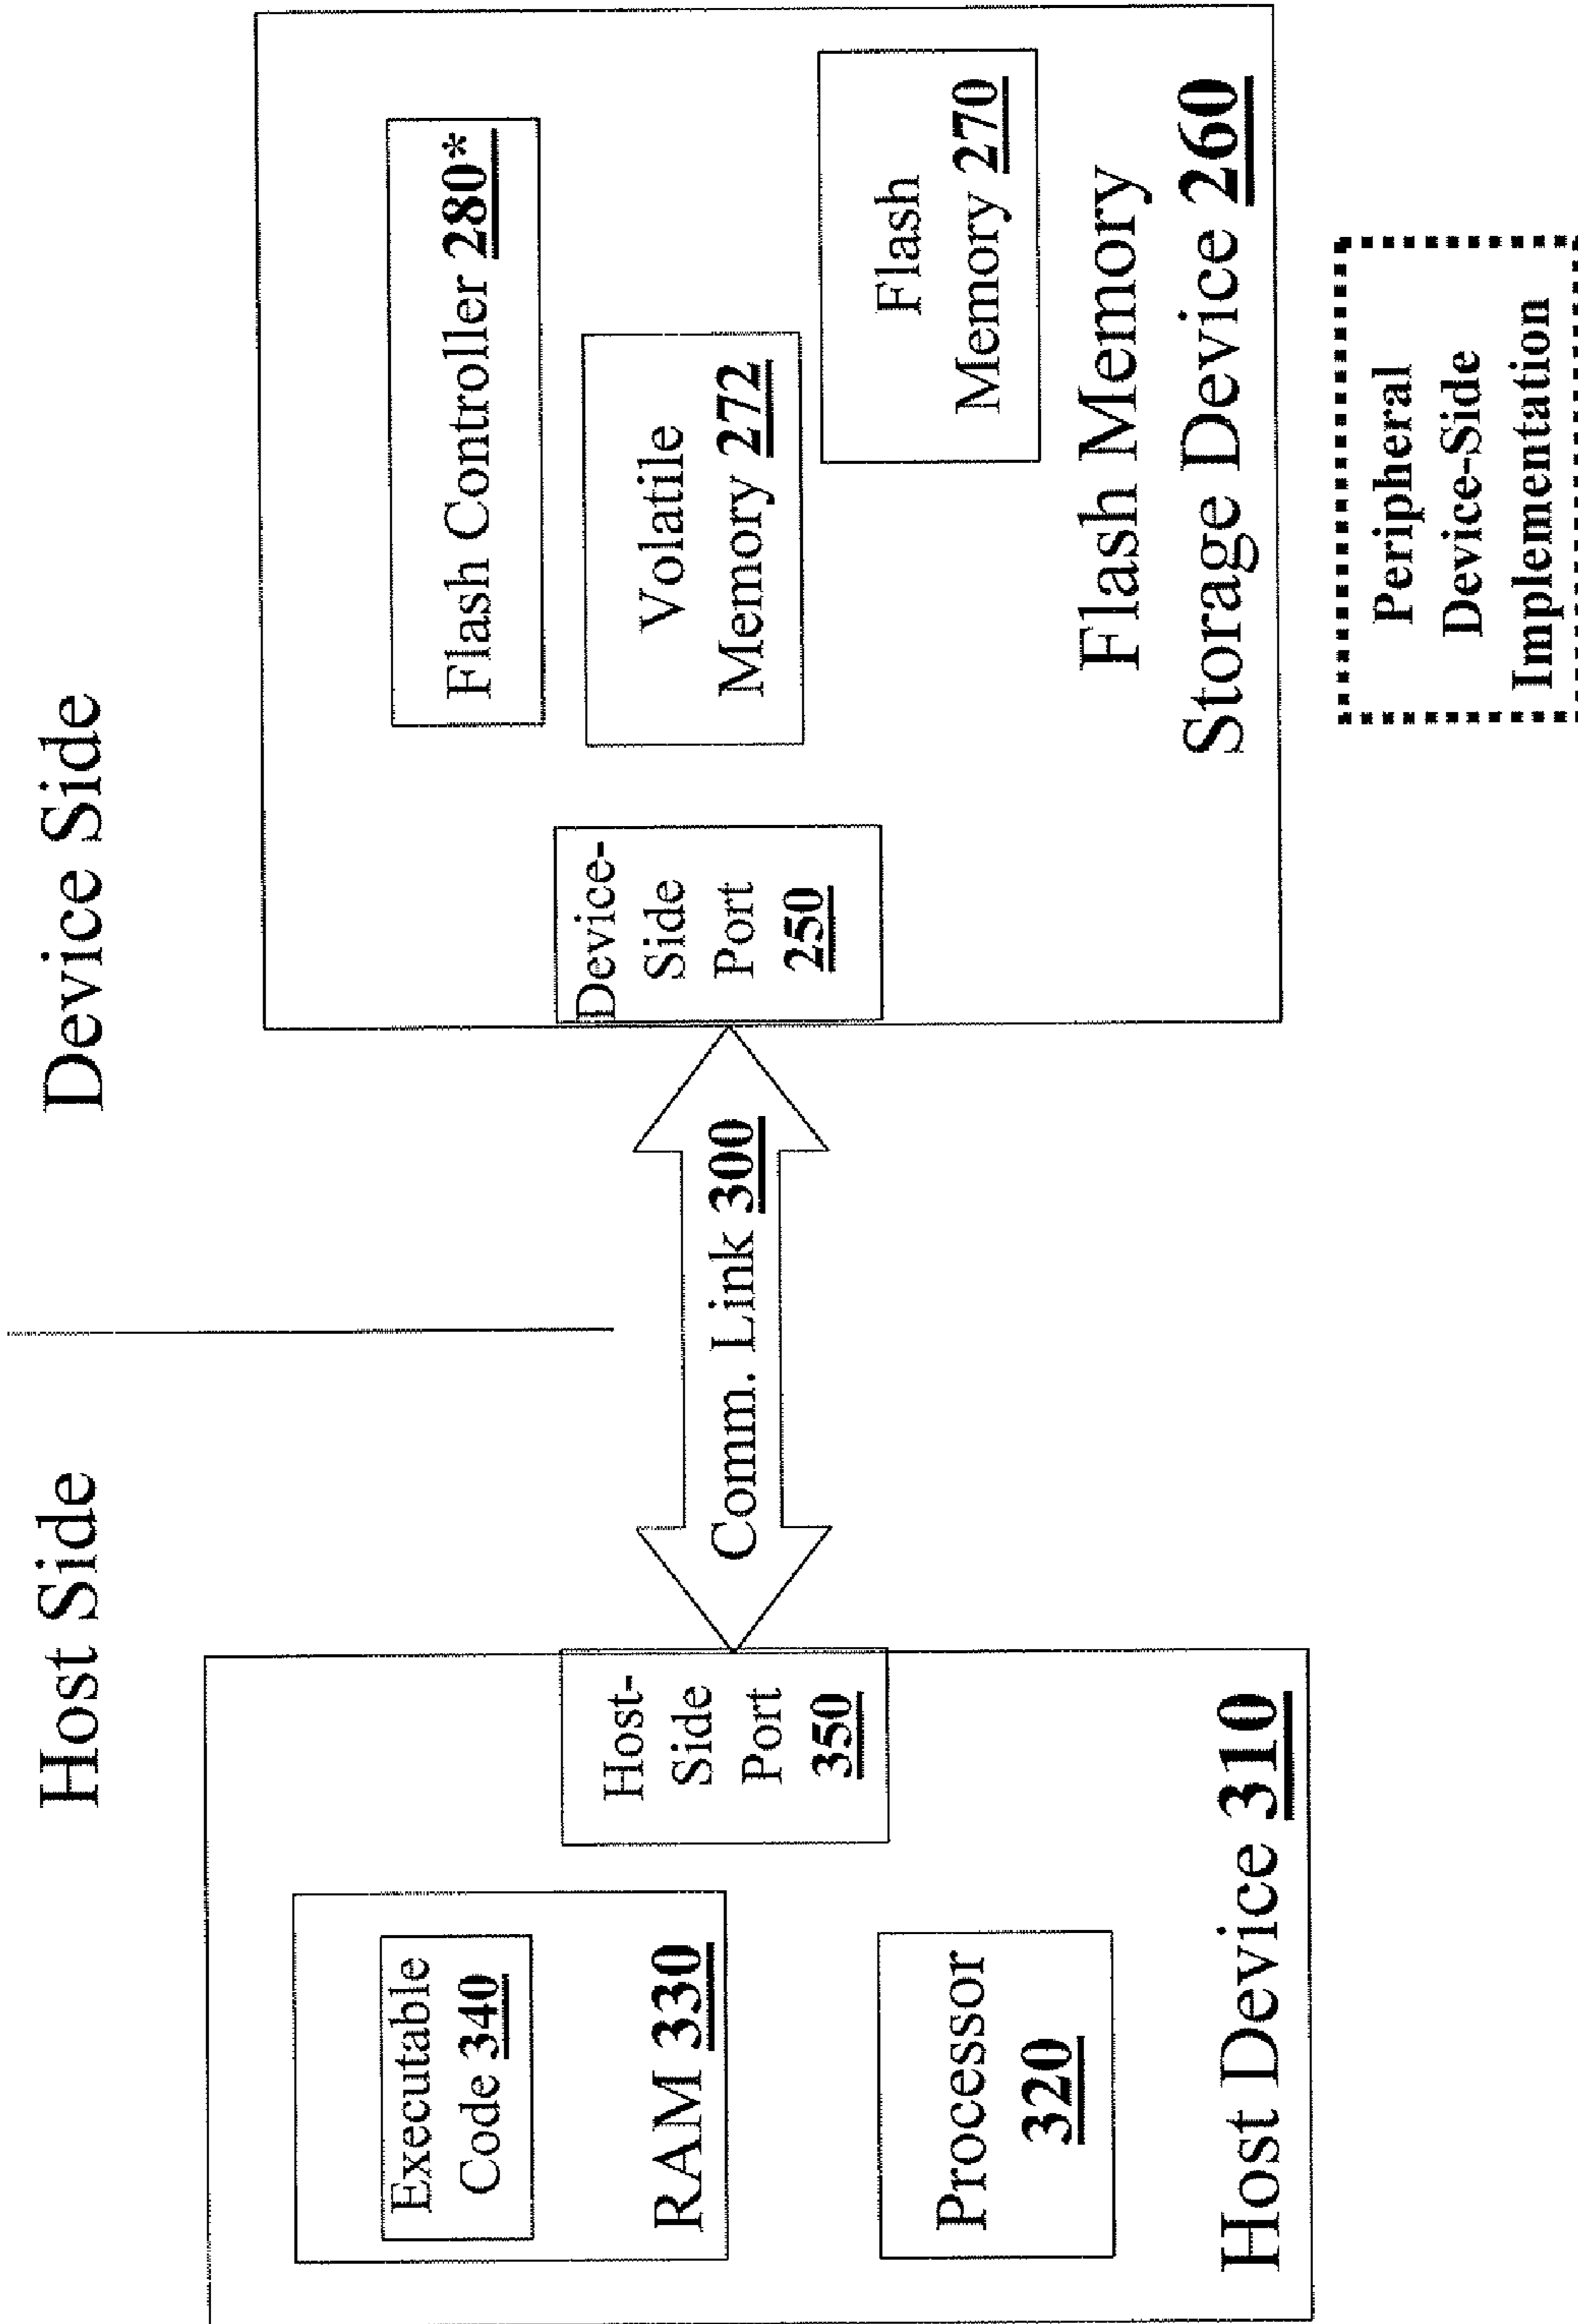 Host Side
Device Side
Executable
Code 340
RAM 330
Processor
320
Host-
Side
Port
350
Host Device 310
Comm. Link 300
Device-
Side
Port
250
Flash Controller 280*
Volatile
Memory 272
Flash
Memory 270
Flash Memory
Storage Device 260
Peripheral
Device-Side
Implementation